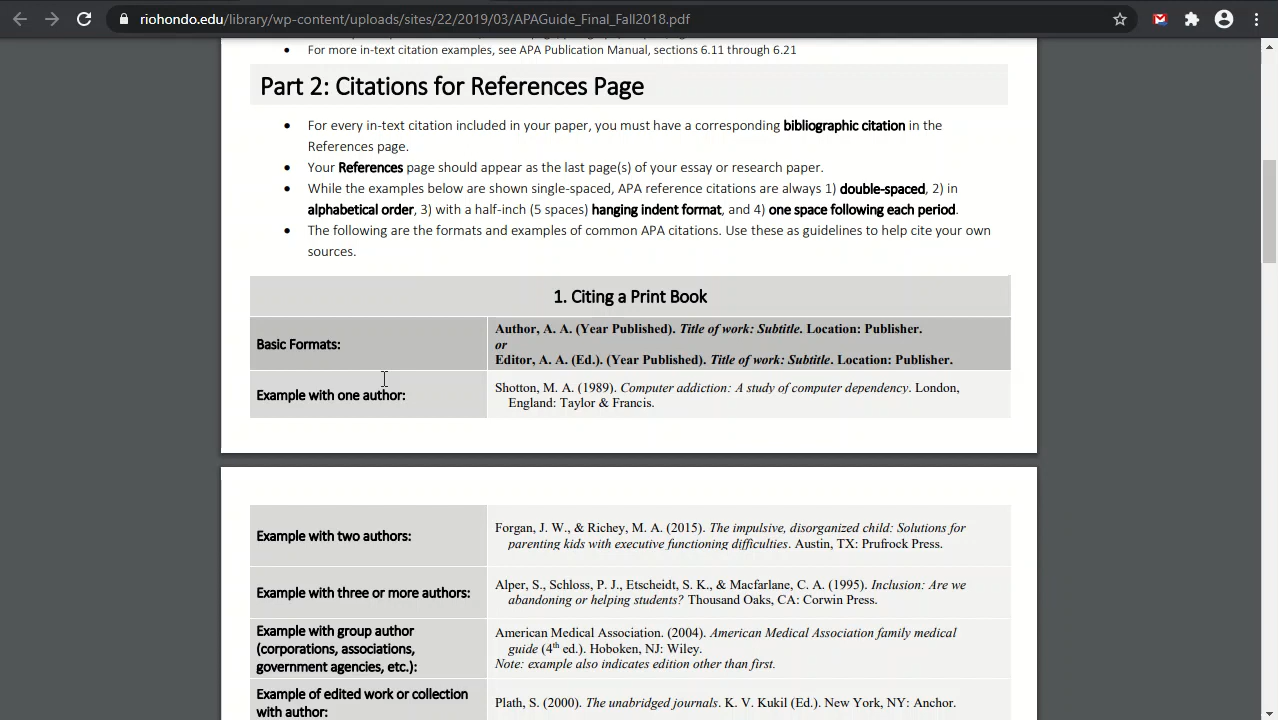 riohondo.edu/library/wp-content/uploads/sites/22/2019/03/APAGuide_Final_Fall2018.pdf
• For more in-text citation examples, see APA Publication Manual, sections 6.11 through 6.21
Part 2: Citations for References Page
• For every in-text citation included in your paper, you must have a corresponding bibliographic citation in the
References page.
• Your References page should appear as the last page(s) of your essay or research paper.
• While the examples below are shown single-spaced, APA reference citations are always 1) double-spaced, 2) in
alphabetical order, 3) with a half-inch (5 spaces) hanging indent format, and 4) one space following each period.
• The following are the formats and examples of common APA citations. Use these as guidelines to help cite your own
sources.
1. Citing a Print Book
Basic Formats:
Author, A. A. (Year Published). Title of work: Subtitle. Location: Publisher.
or
Editor, A. A. (Ed.). (Year Published). Title of work: Subtitle. Location: Publisher.
Example with one author:
Shotton, M. A. (1989). Computer addiction: A study of computer dependency. London,
England: Taylor & Francis.
Example with two authors:
Forgan, J. W., & Richey, M. A. (2015). The impulsive, disorganized child: Solutions for
parenting kids with executive functioning difficulties. Austin, TX: Prufrock Press.
Example with three or more authors:
Alper, S., Schloss, P. J., Etscheidt, S. K., & Macfarlane, C. A. (1995). Inclusion: Are we
abandoning or helping students? Thousand Oaks, CA: Corwin Press.
Example with group author
(corporations, associations,
government agencies, etc.):
American Medical Association. (2004). American Medical Association family medical
guide (4th ed.). Hoboken, NJ: Wiley.
Note: example also indicates edition other than first.
Example of edited work or collection
with author:
Plath, S. (2000). The unabridged journals. K. V. Kukil (Ed.). New York, NY: Anchor.